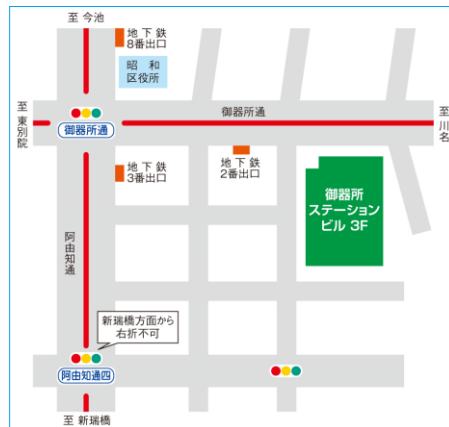 至 今池
地下鉄
8番出口
昭和
区役所
至 東別院
御器所通
御器所通
至 川名
地下鉄
3番出口
地下鉄
2番出口
御器所
ステーション
ビル 3F
阿由知通
新瑞橋方面から
右折不可
阿由知通四
至 新瑞橋